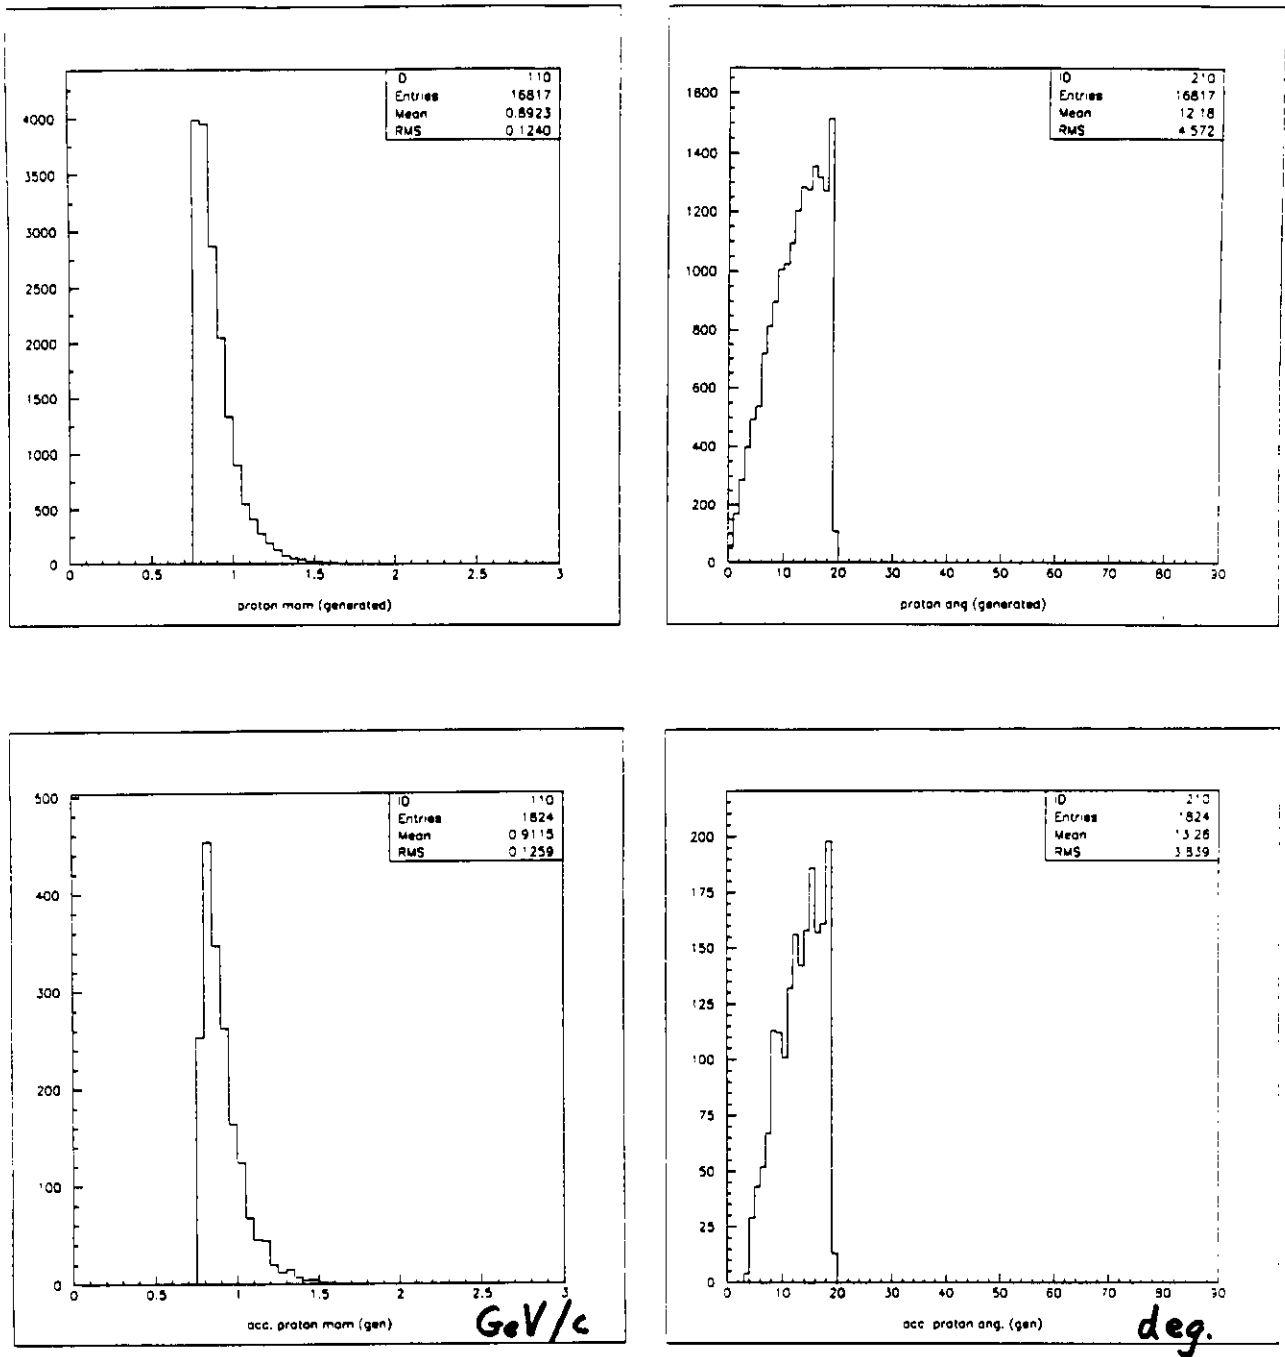 ID 110
Entries 16817
Mean 0.8923
RMS 0.1240
4000
3500
3000
2500
2000
1500
1000
500
0
0 0.5 1 1.5 2 2.5 3
proton mom (generated)
ID 210
Entries 16817
Mean 12.18
RMS 4.572
1600
1400
1200
1000
800
600
400
200
0
0 10 20 30 40 50 60 70 80 90
proton ang (generated)
ID 110
Entries 1824
Mean 0.9115
RMS 0.1259
500
400
300
200
100
0
0 0.5 1 1.5 2 2.5 3
acc. proton mom (gen)
GeV/c
ID 210
Entries 1824
Mean 13.26
RMS
200
175
150
125
100
75
50
25
0
0 10 20 30 40 50 60 70 80 90
acc proton ang. (gen)
deg.